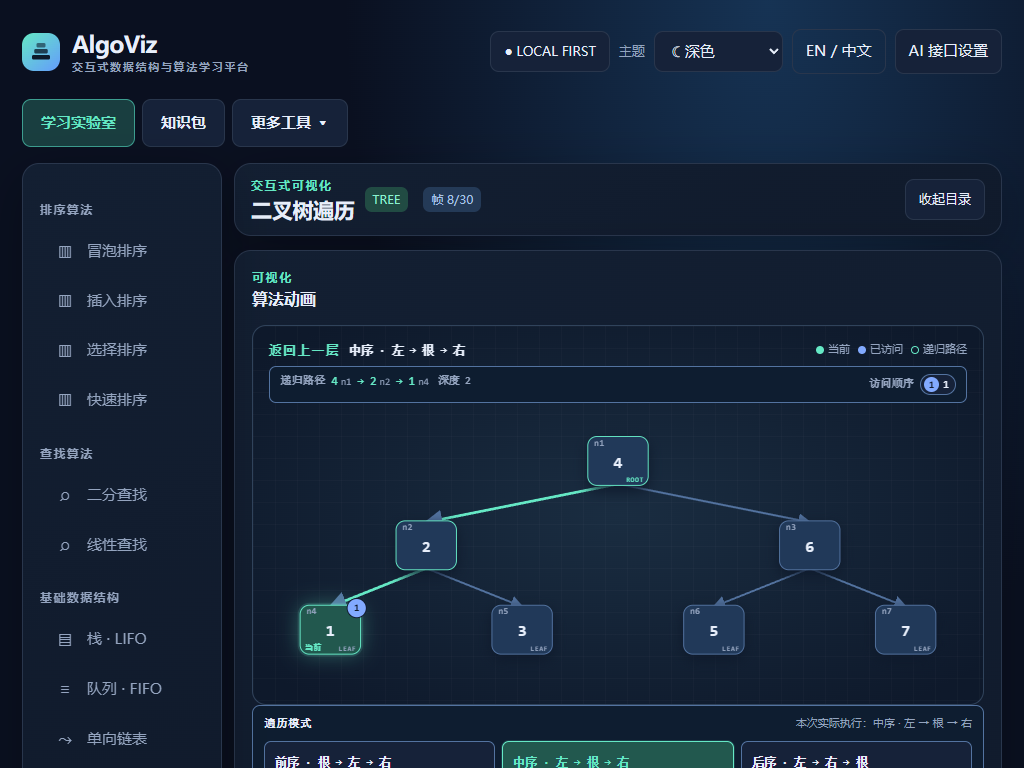 AlgoViz
交互式数据结构与算法学习平台
● LOCAL FIRST
主题
☾ 深色
EN / 中文
AI 接口设置
学习实验室
知识包
更多工具 ▾
排序算法
冒泡排序
插入排序
选择排序
快速排序
查找算法
二分查找
线性查找
基础数据结构
栈 · LIFO
队列 · FIFO
单向链表
交互式可视化
二叉树遍历
TREE
帧 8/30
收起目录
可视化
算法动画
返回上一层 中序 · 左 → 根 → 右
当前 已访问 递归路径
递归路径 4 n1 → 2 n2 → 1 n4 深度 2
访问顺序 1 1
n1
4
ROOT
n2
2
n3
6
n4
1
1
当前 LEAF
n5
3
LEAF
n6
5
LEAF
n7
7
LEAF
遍历模式
本次实际执行: 中序 · 左 → 根 → 右
前序 · 根 → 左 → 右
中序 · 左 → 根 → 右
后序 · 左 → 右 → 根